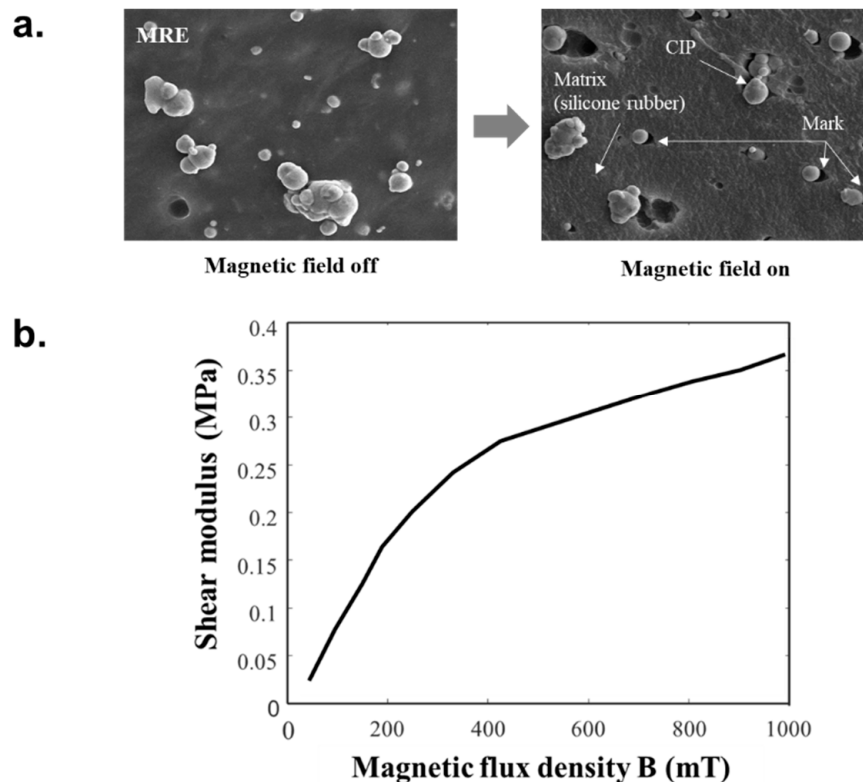 a.
MRE
CIP
Matrix
(silicone rubber)
Mark
Magnetic field off
Magnetic field on
b.
0.4
0.35
0.3
0.25
0.2
0.15
0.1
0.05
0
Shear modulus (MPa)
0 200 400 600 800 1000
Magnetic flux density B (mT)